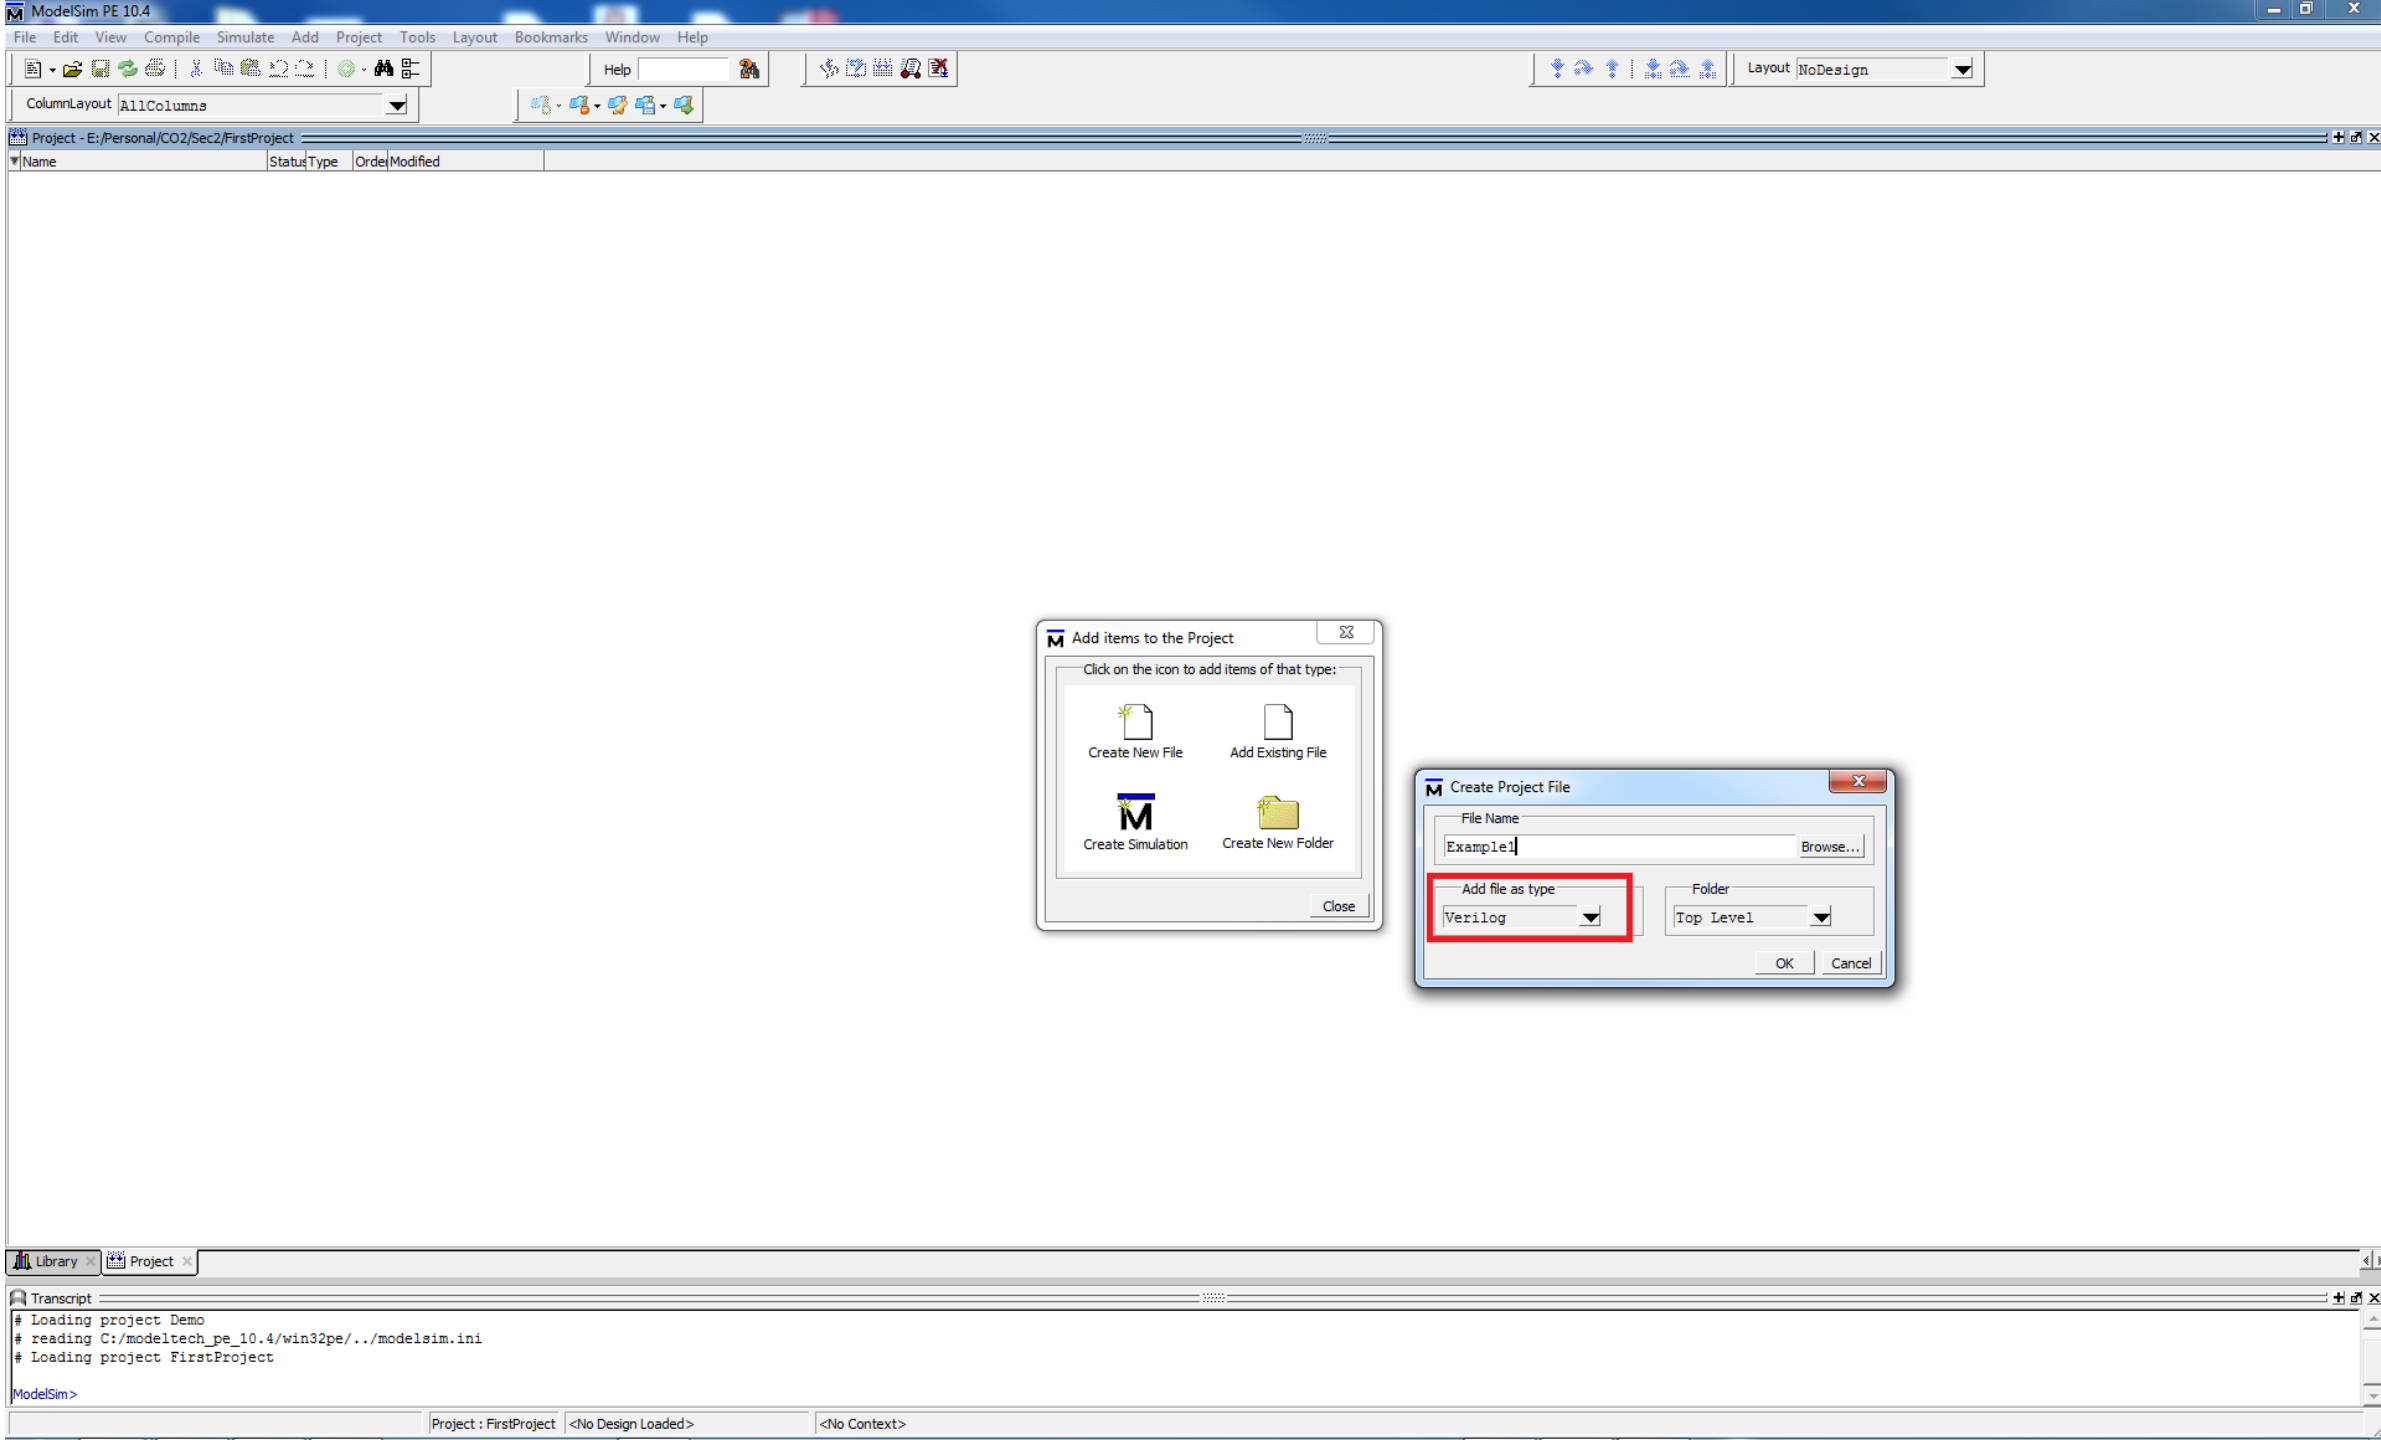 ModelSim PE 10.4
File Edit View Compile Simulate Add Project Tools Layout Bookmarks Window Help
Help
Layout NoDesign
ColumnLayout AllColumns
Project - E:/Personal/CO2/Sec2/FirstProject
Name Status Type Order Modified
Add items to the Project
Click on the icon to add items of that type:
Create New File Add Existing File
Create Simulation Create New Folder
Close
Create Project File
File Name
Example1 Browse...
Add file as type Folder
Verilog Top Level
OK Cancel
Library Project
Transcript
# Loading project Demo
# reading C:/modeltech_pe_10.4/win32pe/../modelsim.ini
# Loading project FirstProject
ModelSim>
Project : FirstProject <No Design Loaded> <No Context>